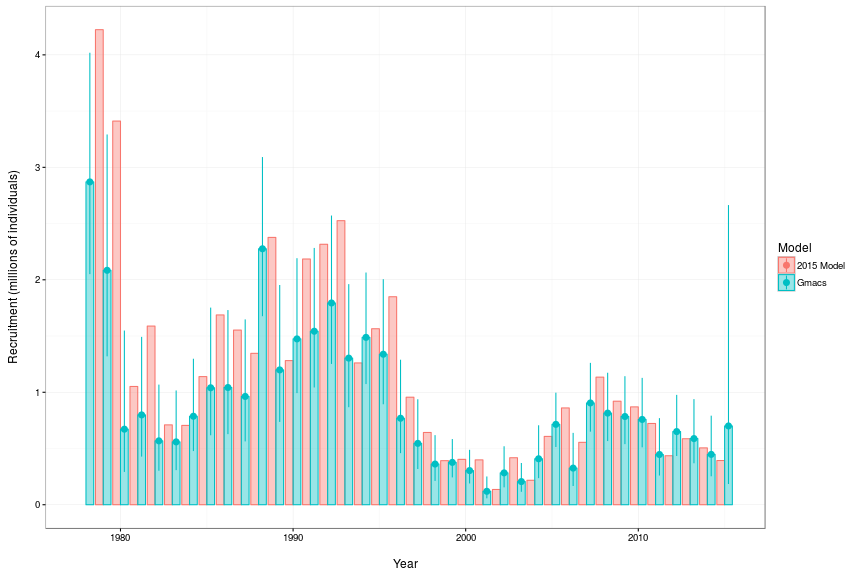 Recruitment (millions of individuals)
4
3
2
1
0
1980
1990
2000
2010
Year
Model
2015 Model
Gmacs